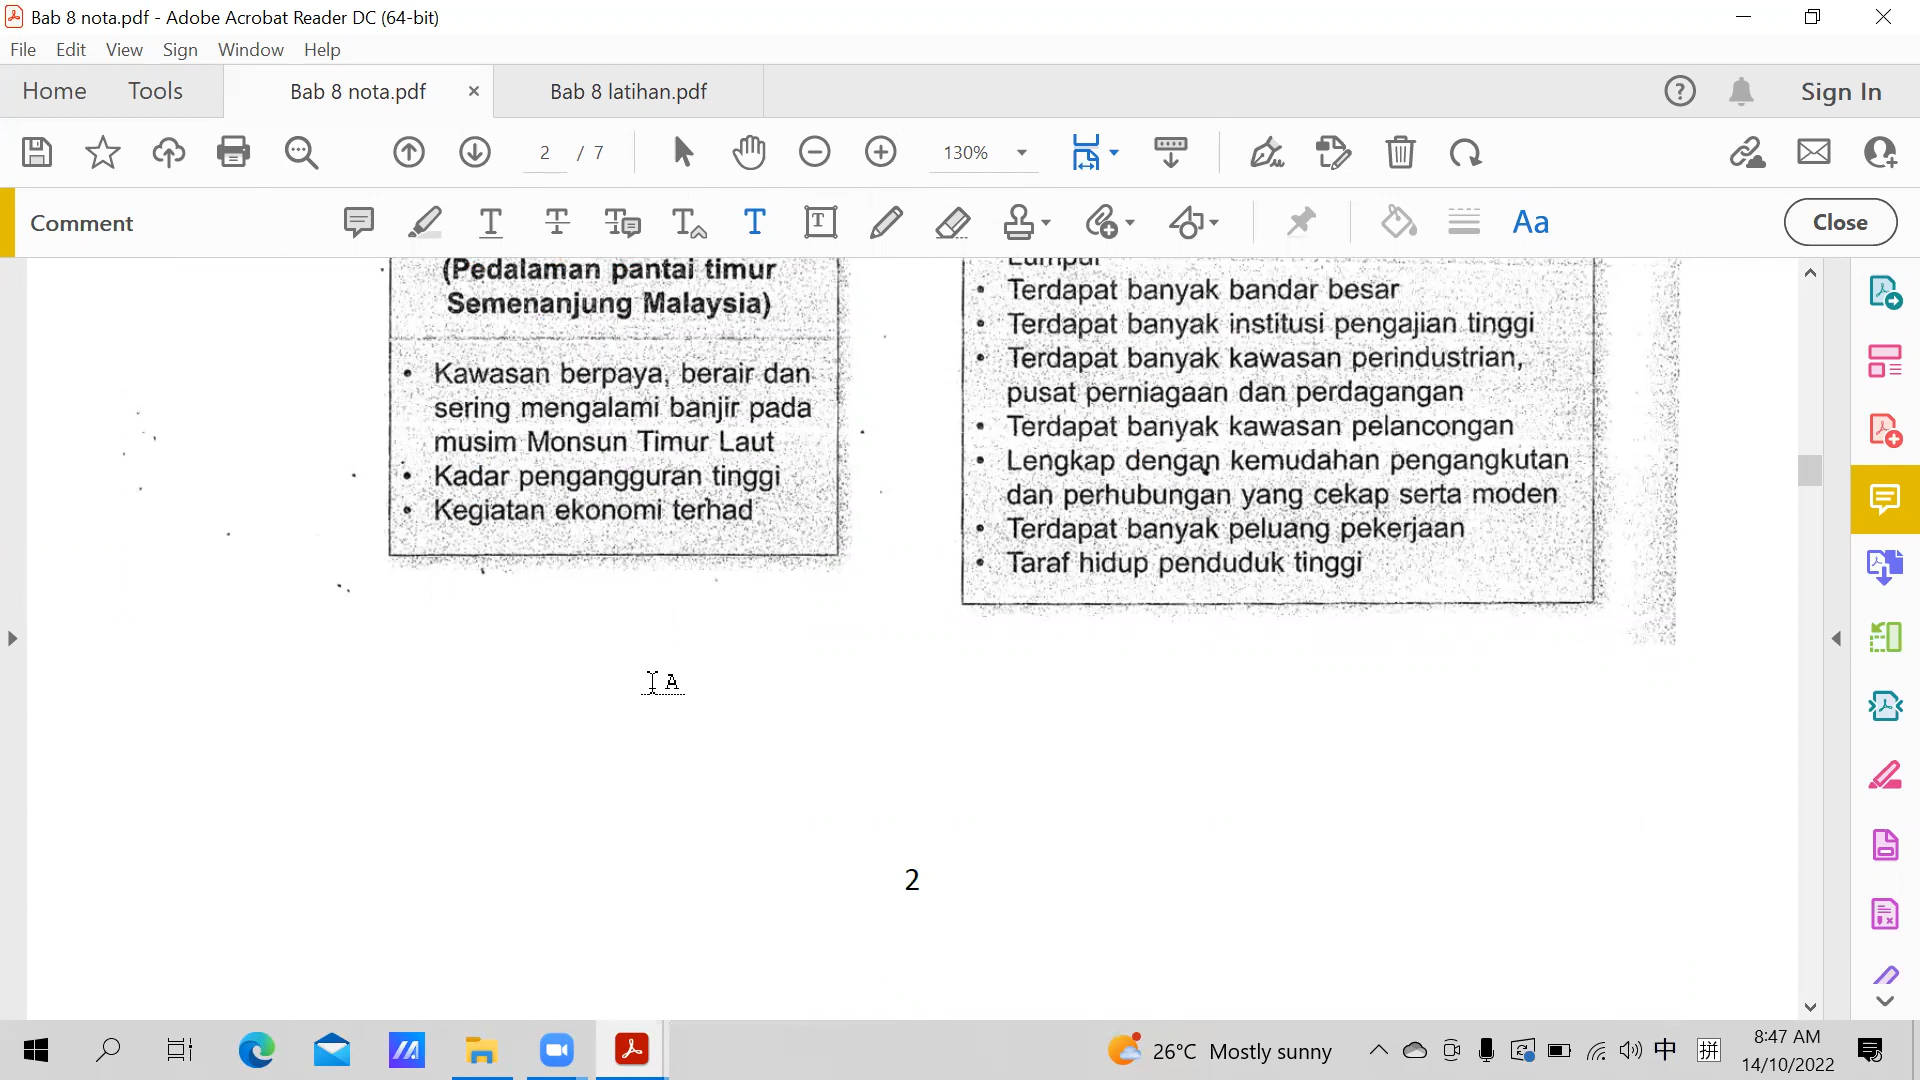 Bab 8 nota.pdf - Adobe Acrobat Reader DC (64-bit)
File Edit View Sign Window Help
Home Tools Bab 8 nota.pdf Bab 8 latihan.pdf Sign In
2 / 7 130%
Comment Aa Close
(Pedalaman pantai timur
Semenanjung Malaysia)
• Kawasan berpaya, berair dan
sering mengalami banjir pada
musim Monsun Timur Laut
• Kadar pengangguran tinggi
• Kegiatan ekonomi terhad
Lumpur
• Terdapat banyak bandar besar
• Terdapat banyak institusi pengajian tinggi
• Terdapat banyak kawasan perindustrian,
pusat perniagaan dan perdagangan
• Terdapat banyak kawasan pelancongan
• Lengkap dengan kemudahan pengangkutan
dan perhubungan yang cekap serta moden
• Terdapat banyak peluang pekerjaan
• Taraf hidup penduduk tinggi
2
26°C Mostly sunny
中 拼
8:47 AM
14/10/2022